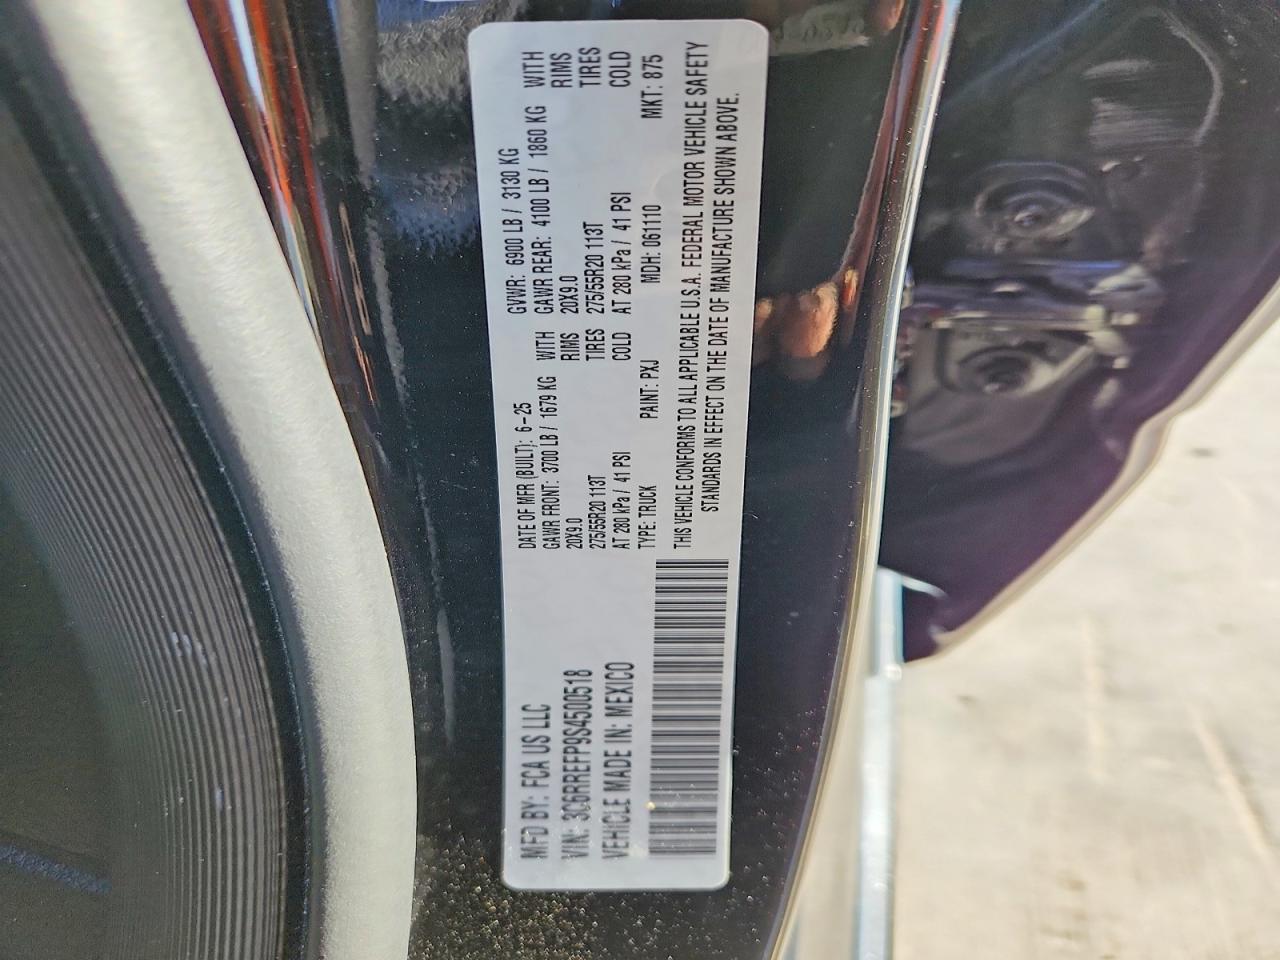 MFD BY: FCA US LLC
VIN: 3C6RREFP9S4500518
VEHICLE MADE IN: MEXICO
DATE OF MFR (BUILT): 6-25 GVWR: 6900 LB / 3130 KG
GAWR FRONT: 3700 LB / 1679 KG WITH GAWR REAR: 4100 LB / 1860 KG WITH
20X9.0 RIMS 20X9.0 RIMS
275/55R20 113T TIRES 275/55R20 113T TIRES
AT 280 kPa / 41 PSI COLD AT 280 kPa / 41 PSI COLD
TYPE: TRUCK PAINT: PXJ MDH: 061110 MKT: 875
THIS VEHICLE CONFORMS TO ALL APPLICABLE U.S.A. FEDERAL MOTOR VEHICLE SAFETY
STANDARDS IN EFFECT ON THE DATE OF MANUFACTURE SHOWN ABOVE.